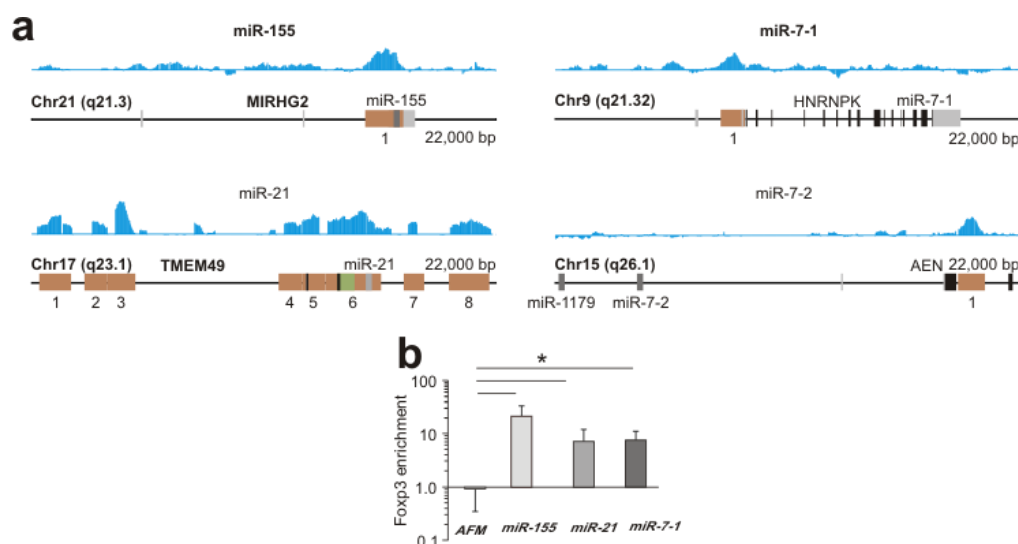 a
miR-155
Chr21 (q21.3) MIRHG2 miR-155
1 22,000 bp
miR-7-1
Chr9 (q21.32) HNRNPK miR-7-1
1 22,000 bp
miR-21
Chr17 (q23.1) TMEM49 miR-21 22,000 bp
1 2 3 4 5 6 7 8
miR-7-2
Chr15 (q26.1) AEN 22,000 bp
miR-1179 miR-7-2 1
b
*
Foxp3 enrichment
100
10
1.0
0.1
AFM miR-155 miR-21 miR-7-1